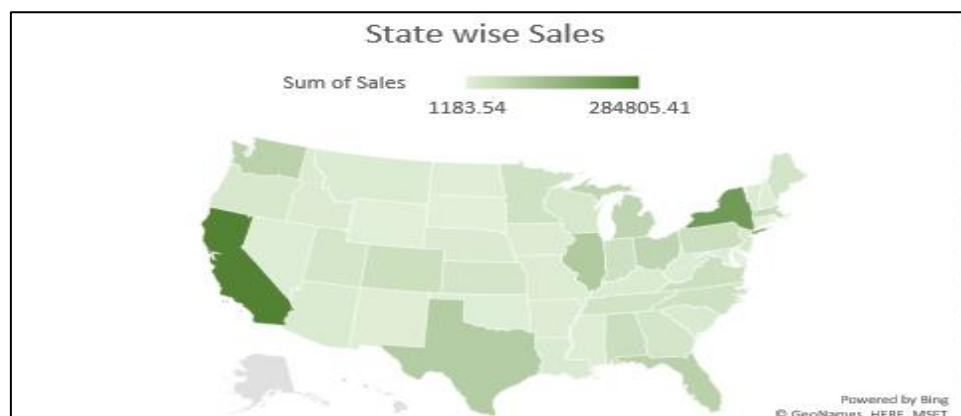 State wise Sales
Sum of Sales
1183.54 284805.41
Powered by Bing
© GeoNames, HERE, MSFT